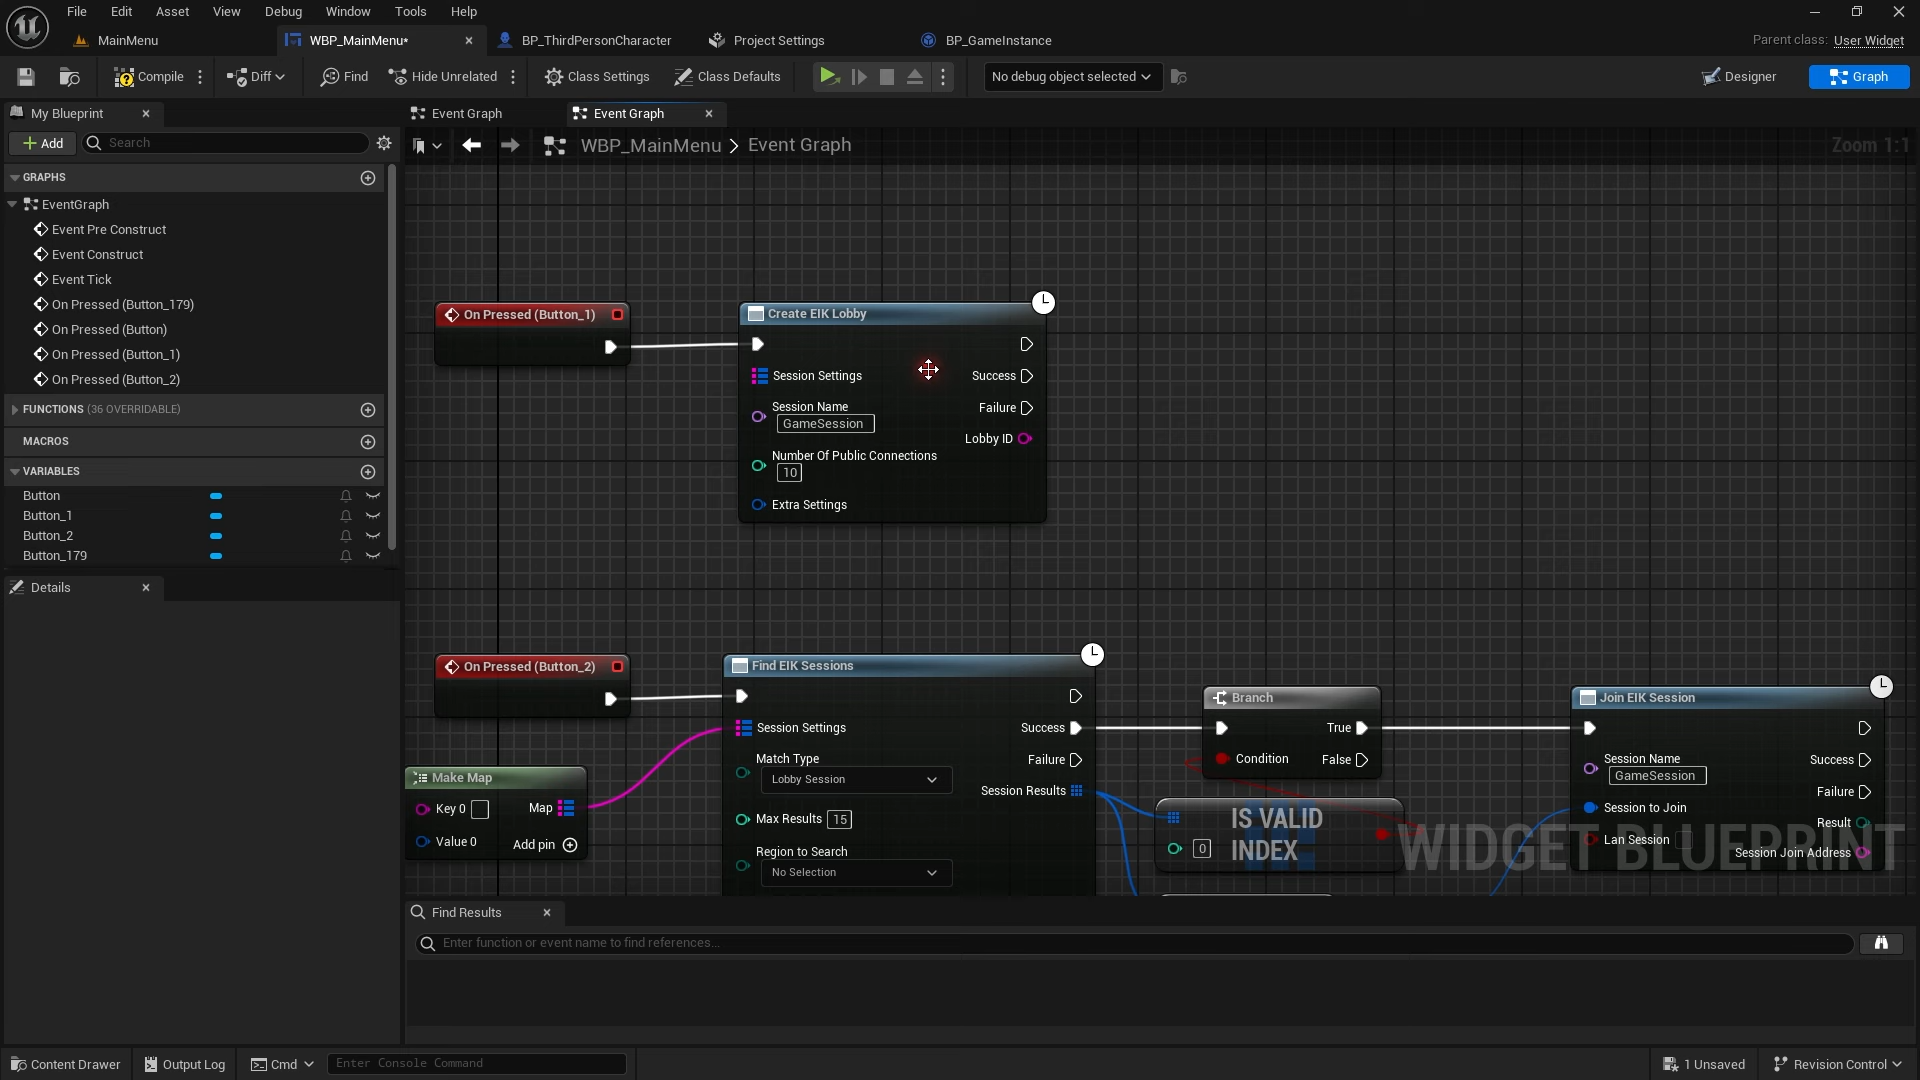 File Edit Asset View Debug Window Tools Help
MainMenu WBP_MainMenu* BP_ThirdPersonCharacter Project Settings BP_GameInstance Parent class: User Widget
Compile Diff Find Hide Unrelated Class Settings Class Defaults No debug object selected Designer Graph
My Blueprint Event Graph Event Graph
Add Search WBP_MainMenu > Event Graph Zoom 1:1
GRAPHS
EventGraph
Event Pre Construct
Event Construct
Event Tick
On Pressed (Button_179)
On Pressed (Button)
On Pressed (Button_1)
On Pressed (Button_2)
FUNCTIONS (36 OVERRIDABLE)
MACROS
VARIABLES
Button
Button_1
Button_2
Button_179
Details
On Pressed (Button_1)
Create EIK Lobby
Session Settings Success
Session Name Failure
GameSession
Lobby ID
Number Of Public Connections
10
Extra Settings
On Pressed (Button_2)
Make Map
Key 0 Map
Value 0 Add pin
Find EIK Sessions
Session Settings Success
Match Type Failure
Lobby Session
Session Results
Max Results 15
Region to Search
No Selection
Branch
True
Condition False
IS VALID
INDEX
0
Join EIK Session
Session Name Success
GameSession
Failure
Session to Join
Result
Lan Session
Session Join Address
WIDGET BLUEPRINT
Find Results
Enter function or event name to find references...
Content Drawer Output Log Cmd Enter Console Command 1 Unsaved Revision Control